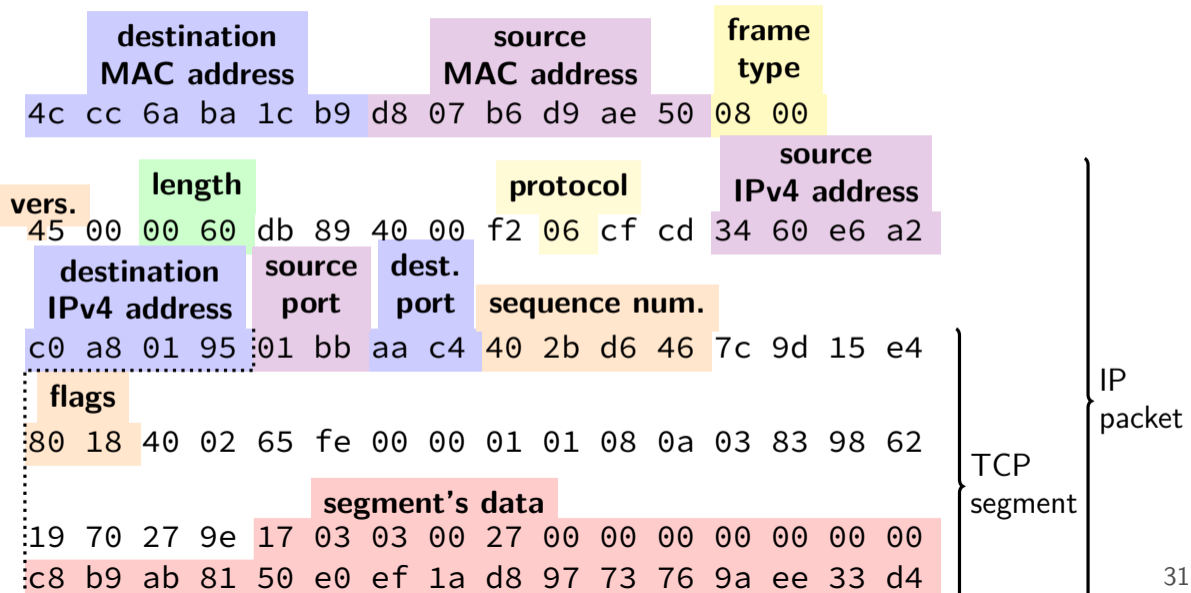 destination
MAC address
source
MAC address
frame
type
4c cc 6a ba 1c b9 d8 07 b6 d9 ae 50 08 00
vers.
length
protocol
source
IPv4 address
45 00 00 60 db 89 40 00 f2 06 cf cd 34 60 e6 a2
destination
IPv4 address
source
port
dest.
port
sequence num.
c0 a8 01 95 01 bb aa c4 40 2b d6 46 7c 9d 15 e4
flags
80 18 40 02 65 fe 00 00 01 01 08 0a 03 83 98 62
segment's data
19 70 27 9e 17 03 03 00 27 00 00 00 00 00 00 00
c8 b9 ab 81 50 e0 ef 1a d8 97 73 76 9a ee 33 d4
TCP
segment
IP
packet
31